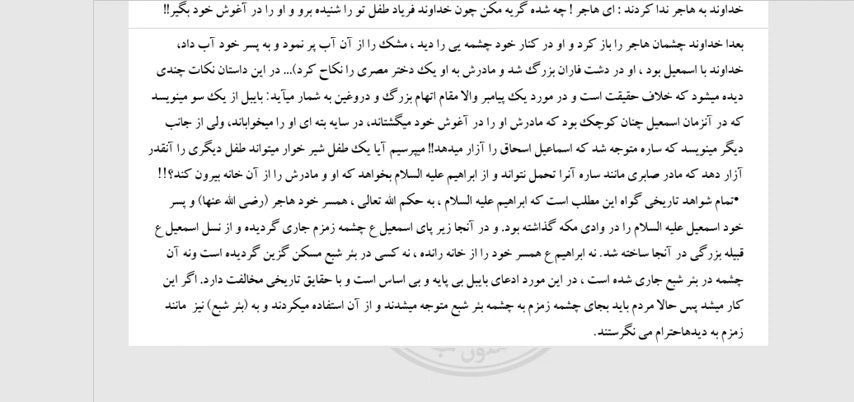 خداوند به هاجر ندا کردند : ای هاجر ! چه شده گریه مکن چون خداوند فریاد طفل تو را شنیده برو و او را در آغوش خود بگیر!!
بعدا خداوند چشمان هاجر را باز کرد و او در کنار خود چشمه یی را دید ، مشک را از آن آب پر نمود و به پسر خود آب داد،
خداوند با اسمعیل بود ، او در دشت فاران بزرگ شد و مادرش به او یک دختر مصری را نکاح کرد)... در این داستان نکات چندی
دیده میشود که خلاف حقیقت است و در مورد یک پیامبر والا مقام اتهام بزرگ و دروغین به شمار میآید: بایبل از یک سو مینویسد
که در آنزمان اسمعیل چنان کوچک بود که مادرش او را در آغوش خود میگشتاند، در سایه بته ای او را میخواباند، ولی از جانب
دیگر مینویسد که ساره متوجه شد که اسماعیل اسحاق را آزار میدهد!! میپرسیم آیا یک طفل شیر خوار میتواند طفل دیگری را آنقدر
آزار دهد که مادر صابری مانند ساره آنرا تحمل نتواند و از ابراهیم علیه السلام بخواهد که او و مادرش را از آن خانه بیرون کند؟!!
•تمام شواهد تاریخی گواه این مطلب است که ابراهیم علیه السلام ، به حکم الله تعالی ، همسر خود هاجر (رضی الله عنها) و پسر
خود اسمعیل علیه السلام را در وادی مکه گذاشته بود. و در آنجا زیر پای اسمعیل ع چشمه زمزم جاری گردیده و از نسل اسمعیل ع
قبیله بزرگی در آنجا ساخته شد. نه ابراهیم ع همسر خود را از خانه رانده ، نه کسی در بئر شبع مسکن گزین گردیده است ونه آن
چشمه در بئر شبع جاری شده است ، در این مورد ادعای بایبل بی پایه و بی اساس است و با حقایق تاریخی مخالفت دارد. اگر این
کار میشد پس حالا مردم باید بجای چشمه زمزم به چشمه بئر شبع متوجه میشدند و از آن استفاده میکردند و به (بئر شبع) نیز مانند
زمزم به دیدهاحترام می نگرستند.